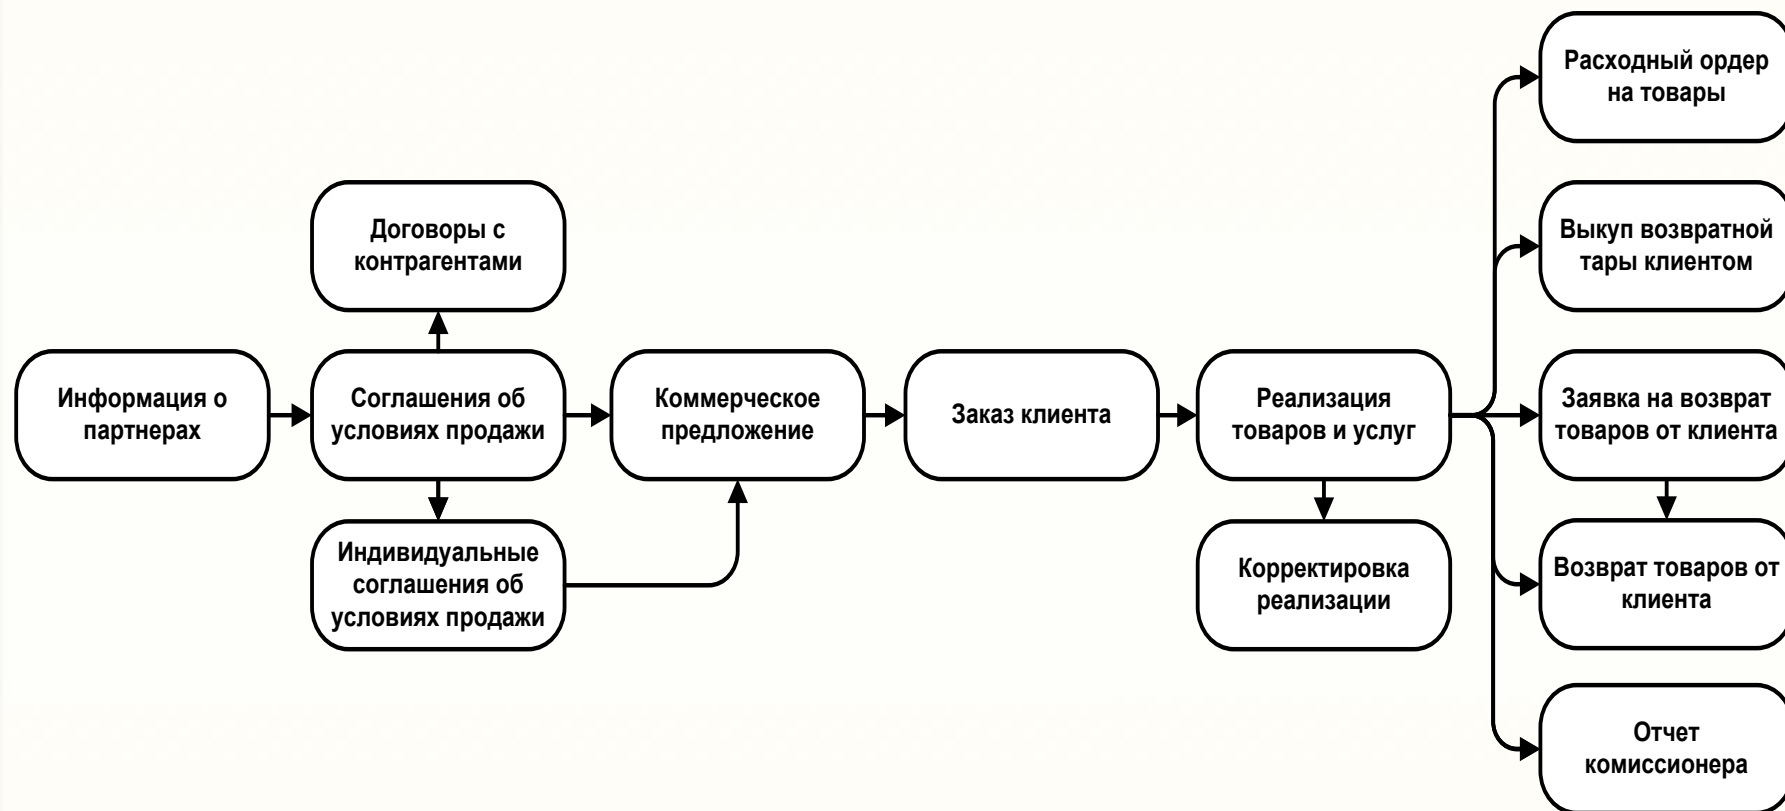 Расходный ордер
на товары
Договоры с
контрагентами
Выкуп возвратной
тары клиентом
Информация о
партнерах
Соглашения об
условиях продажи
Коммерческое
предложение
Заказ клиента
Реализация
товаров и услуг
Заявка на возврат
товаров от клиента
Индивидуальные
соглашения об
условиях продажи
Корректировка
реализации
Возврат товаров от
клиента
Отчет
комиссионера